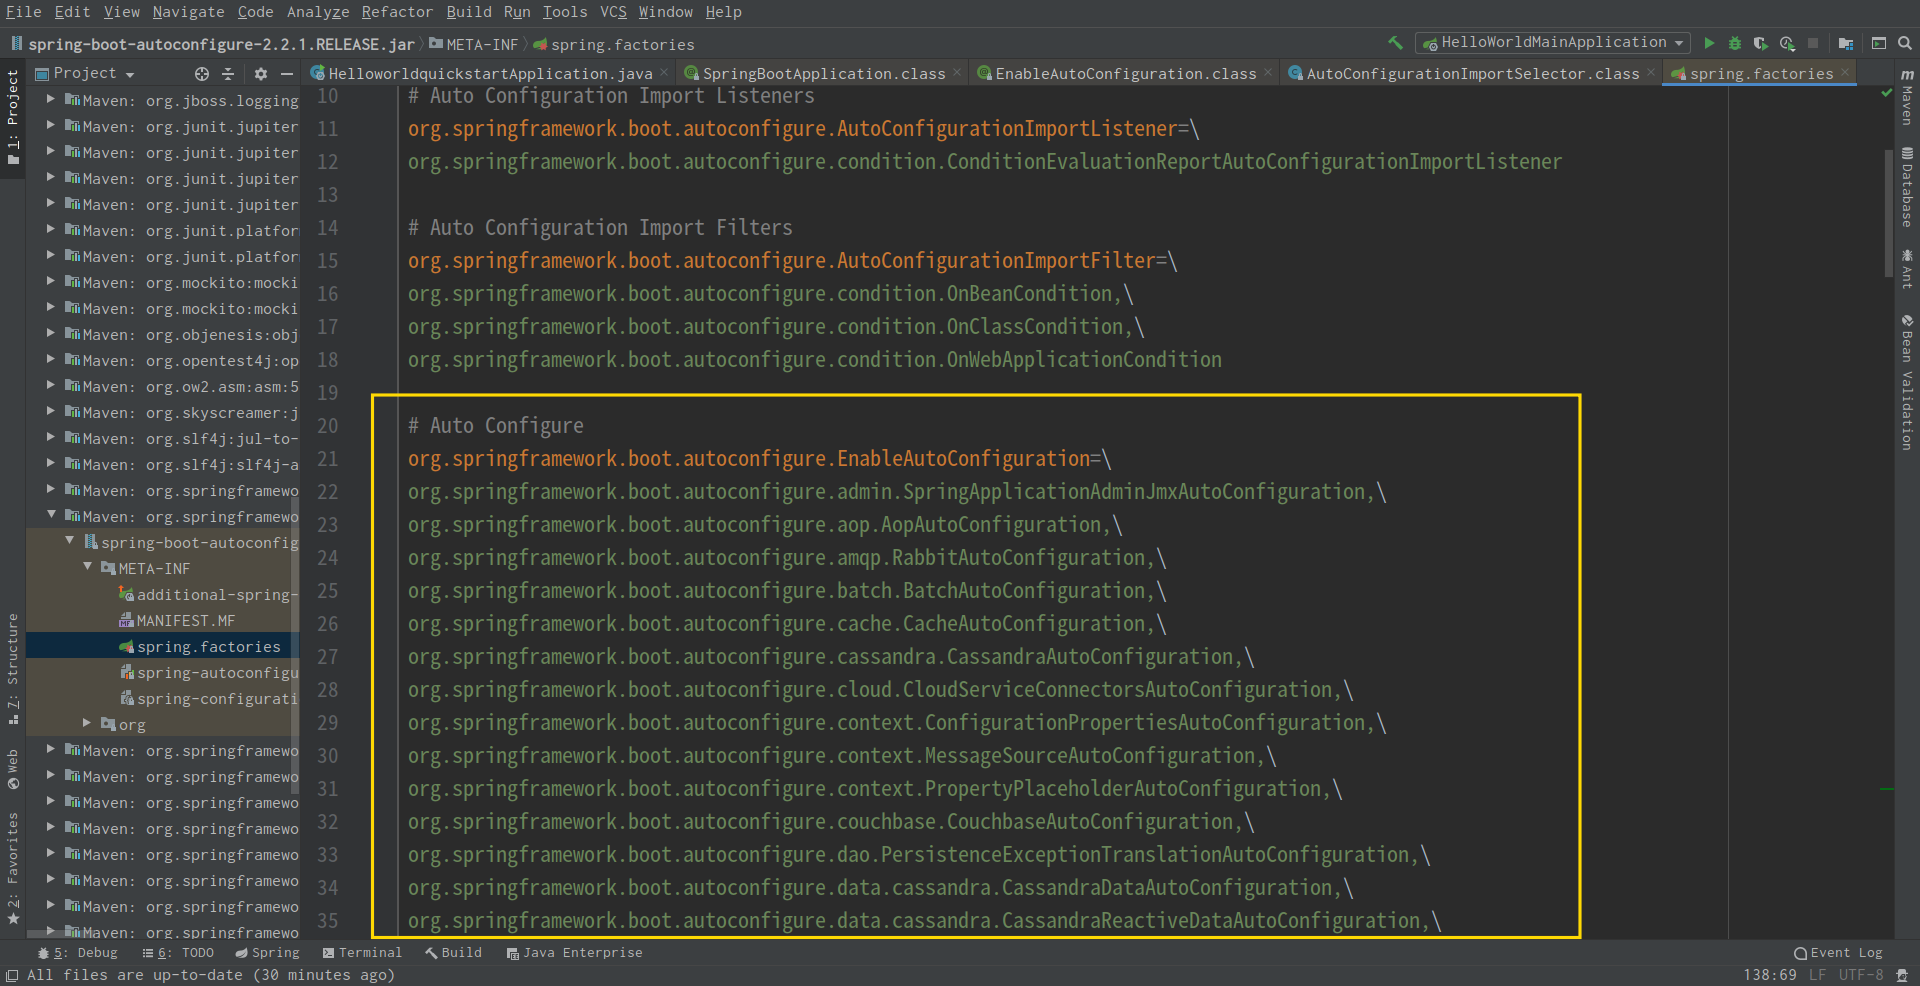 File Edit View Navigate Code Analyze Refactor Build Run Tools VCS Window Help
spring-boot-autoconfigure-2.2.1.RELEASE.jar META-INF spring.factories HelloWorldMainApplication
Project HelloworldquickstartApplication.java SpringBootApplication.class EnableAutoConfiguration.class AutoConfigurationImportSelector.class spring.factories
1: Project
7: Structure
Web
2: Favorites
Maven: org.jboss.logging
Maven: org.junit.jupiter
Maven: org.junit.jupiter
Maven: org.junit.jupiter
Maven: org.junit.jupiter
Maven: org.junit.platfor
Maven: org.junit.platfor
Maven: org.mockito:mocki
Maven: org.mockito:mocki
Maven: org.objenesis:obj
Maven: org.opentest4j:op
Maven: org.ow2.asm:asm:5
Maven: org.skyscreamer:j
Maven: org.slf4j:jul-to-
Maven: org.slf4j:slf4j-a
Maven: org.springframewo
Maven: org.springframewo
spring-boot-autoconfig
META-INF
additional-spring-
MANIFEST.MF
spring.factories
spring-autoconfigu
spring-configurati
org
Maven: org.springframewo
Maven: org.springframewo
Maven: org.springframewo
Maven: org.springframewo
Maven: org.springframewo
Maven: org.springframewo
Maven: org.springframewo
Maven: org.springframewo
10 # Auto Configuration Import Listeners
11 org.springframework.boot.autoconfigure.AutoConfigurationImportListener=\
12 org.springframework.boot.autoconfigure.condition.ConditionEvaluationReportAutoConfigurationImportListener
13
14 # Auto Configuration Import Filters
15 org.springframework.boot.autoconfigure.AutoConfigurationImportFilter=\
16 org.springframework.boot.autoconfigure.condition.OnBeanCondition,\
17 org.springframework.boot.autoconfigure.condition.OnClassCondition,\
18 org.springframework.boot.autoconfigure.condition.OnWebApplicationCondition
19
20 # Auto Configure
21 org.springframework.boot.autoconfigure.EnableAutoConfiguration=\
22 org.springframework.boot.autoconfigure.admin.SpringApplicationAdminJmxAutoConfiguration,\
23 org.springframework.boot.autoconfigure.aop.AopAutoConfiguration,\
24 org.springframework.boot.autoconfigure.amqp.RabbitAutoConfiguration,\
25 org.springframework.boot.autoconfigure.batch.BatchAutoConfiguration,\
26 org.springframework.boot.autoconfigure.cache.CacheAutoConfiguration,\
27 org.springframework.boot.autoconfigure.cassandra.CassandraAutoConfiguration,\
28 org.springframework.boot.autoconfigure.cloud.CloudServiceConnectorsAutoConfiguration,\
29 org.springframework.boot.autoconfigure.context.ConfigurationPropertiesAutoConfiguration,\
30 org.springframework.boot.autoconfigure.context.MessageSourceAutoConfiguration,\
31 org.springframework.boot.autoconfigure.context.PropertyPlaceholderAutoConfiguration,\
32 org.springframework.boot.autoconfigure.couchbase.CouchbaseAutoConfiguration,\
33 org.springframework.boot.autoconfigure.dao.PersistenceExceptionTranslationAutoConfiguration,\
34 org.springframework.boot.autoconfigure.data.cassandra.CassandraDataAutoConfiguration,\
35 org.springframework.boot.autoconfigure.data.cassandra.CassandraReactiveDataAutoConfiguration,\
m
Maven
Database
Ant
Bean Validation
5: Debug 6: TODO Spring Terminal Build Java Enterprise Event Log
All files are up-to-date (30 minutes ago) 138:69 LF UTF-8